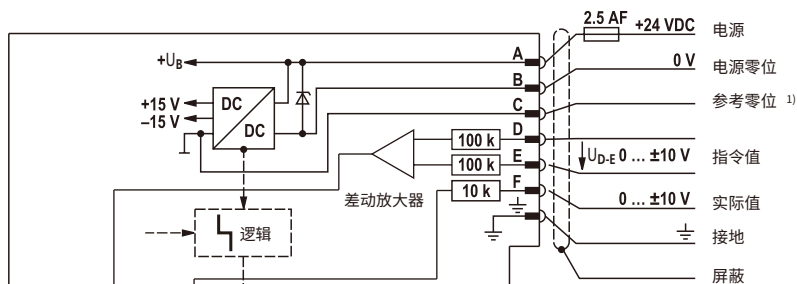 2.5 AF
+24 VDC
电源
+UB
A
0 V
电源零位
B
+15 V
DC
C
参考零位 1)
–15 V
DC
D
100 k
E
UD-E 0 ... ±10 V
指令值
100 k
F
10 k
0 ... ±10 V
实际值
差动放大器
逻辑
接地
屏蔽